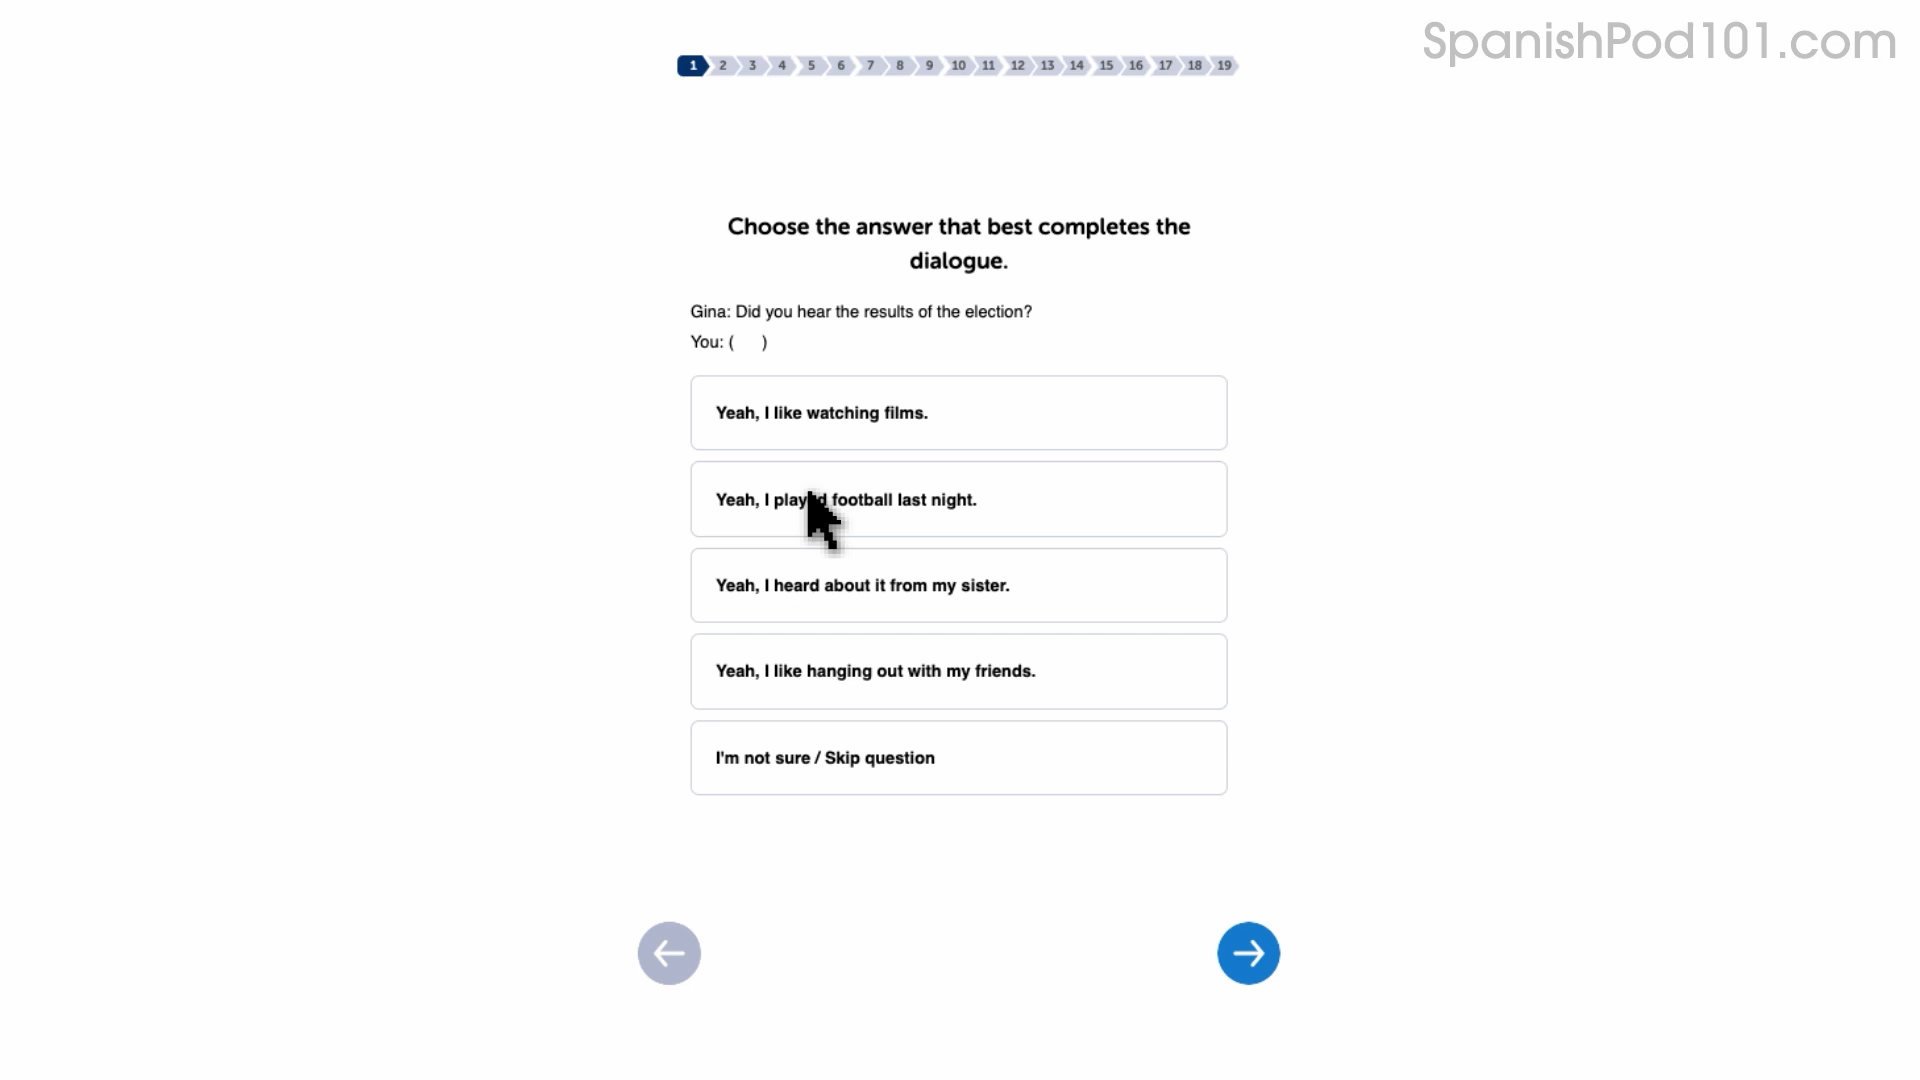 SpanishPod101.com
1 2 3 4 5 6 7 8 9 10 11 12 13 14 15 16 17 18 19
Choose the answer that best completes the
dialogue.
Gina: Did you hear the results of the election?
You: ( )
Yeah, I like watching films.
Yeah, I played football last night.
Yeah, I heard about it from my sister.
Yeah, I like hanging out with my friends.
I'm not sure / Skip question